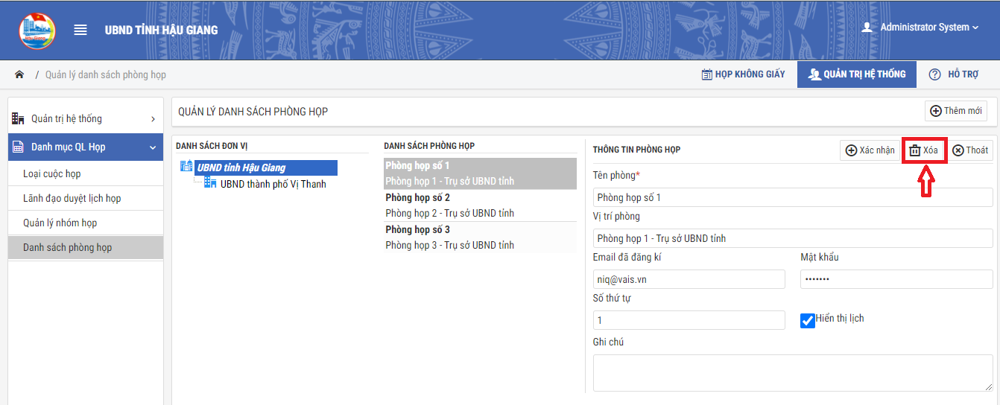 Hậu Giang
UBND TỈNH HẬU GIANG
Administrator System
/ Quản lý danh sách phòng họp
HỌP KHÔNG GIẤY
QUẢN TRỊ HỆ THỐNG
HỖ TRỢ
Quản trị hệ thống
Danh mục QL Họp
Loại cuộc họp
Lãnh đạo duyệt lịch họp
Quản lý nhóm họp
Danh sách phòng họp
QUẢN LÝ DANH SÁCH PHÒNG HỌP
Thêm mới
DANH SÁCH ĐƠN VỊ
UBND tỉnh Hậu Giang
UBND thành phố Vị Thanh
DANH SÁCH PHÒNG HỌP
Phòng họp số 1
Phòng họp 1 - Trụ sở UBND tỉnh
Phòng họp số 2
Phòng họp 2 - Trụ sở UBND tỉnh
Phòng họp số 3
Phòng họp 3 - Trụ sở UBND tỉnh
THÔNG TIN PHÒNG HỌP
Xác nhận
Xóa
Thoát
Tên phòng*
Phòng họp số 1
Vị trí phòng
Phòng họp 1 - Trụ sở UBND tỉnh
Email đã đăng kí
Mật khẩu
niq@vais.vn
•••••••
Số thứ tự
1
Hiển thị lịch
Ghi chú